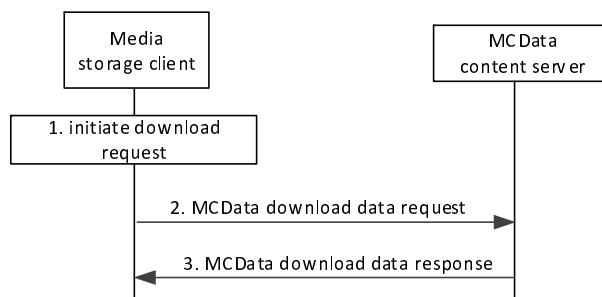 Media
storage client
MCData
content server
1. initiate download
request
2. MCData download data request
3. MCData download data response